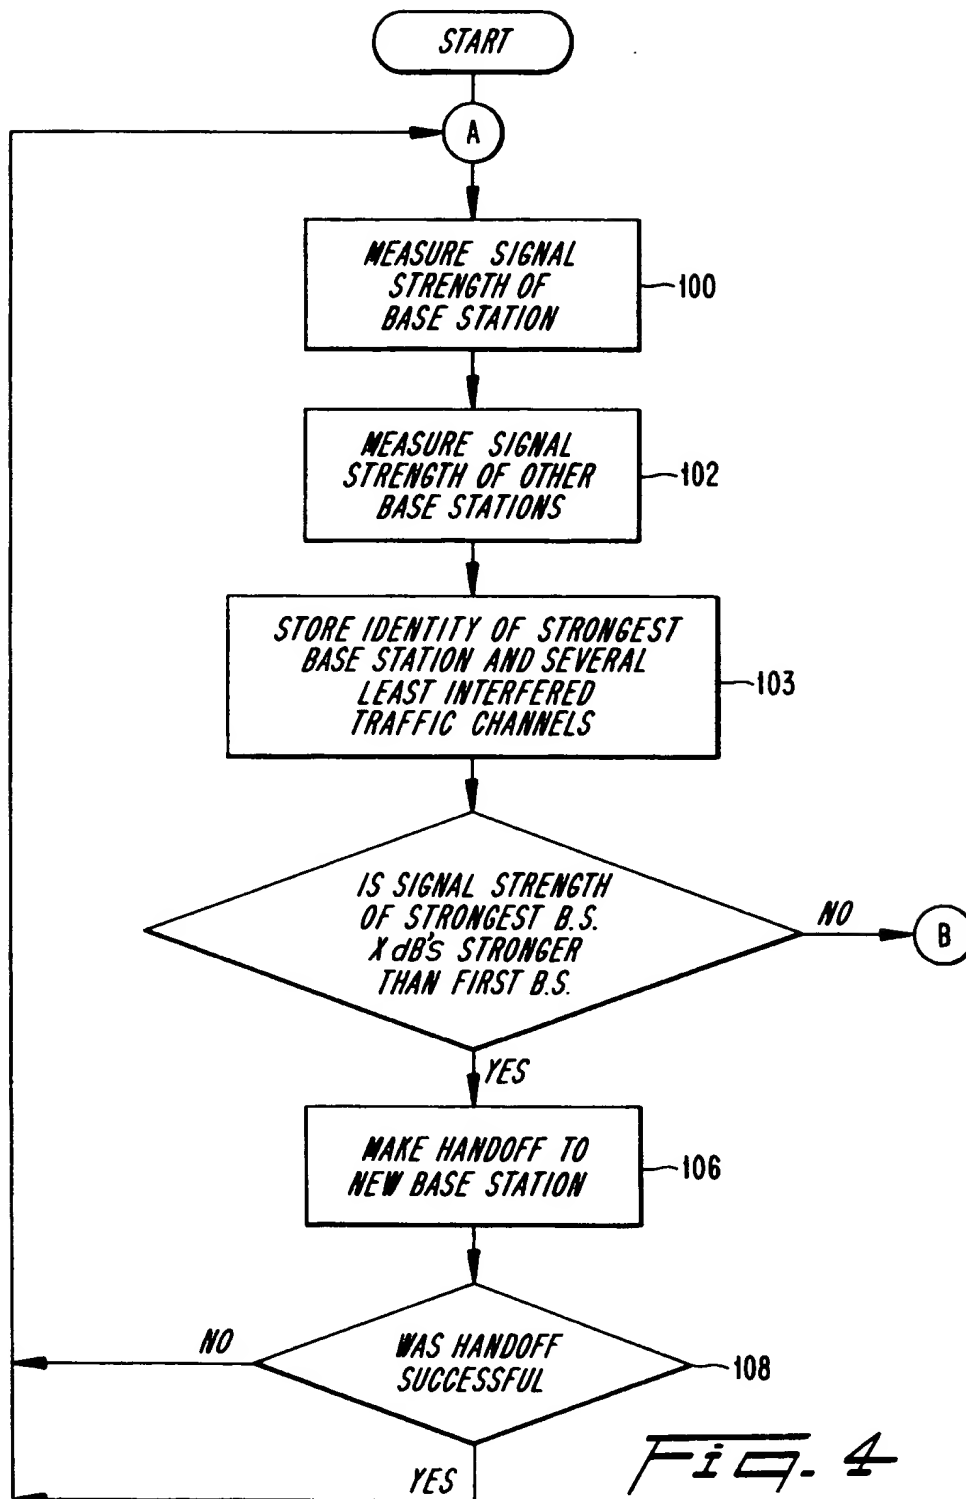 START
A
MEASURE SIGNAL
STRENGTH OF
BASE STATION
100
MEASURE SIGNAL
STRENGTH OF OTHER
BASE STATIONS
102
STORE IDENTITY OF STRONGEST
BASE STATION AND SEVERAL
LEAST INTERFERED
TRAFFIC CHANNELS
103
IS SIGNAL STRENGTH
OF STRONGEST B.S.
X dB's STRONGER
THAN FIRST B.S.
NO
B
YES
MAKE HANDOFF TO
NEW BASE STATION
106
NO
WAS HANDOFF
SUCCESSFUL
108
YES
Fig. 4